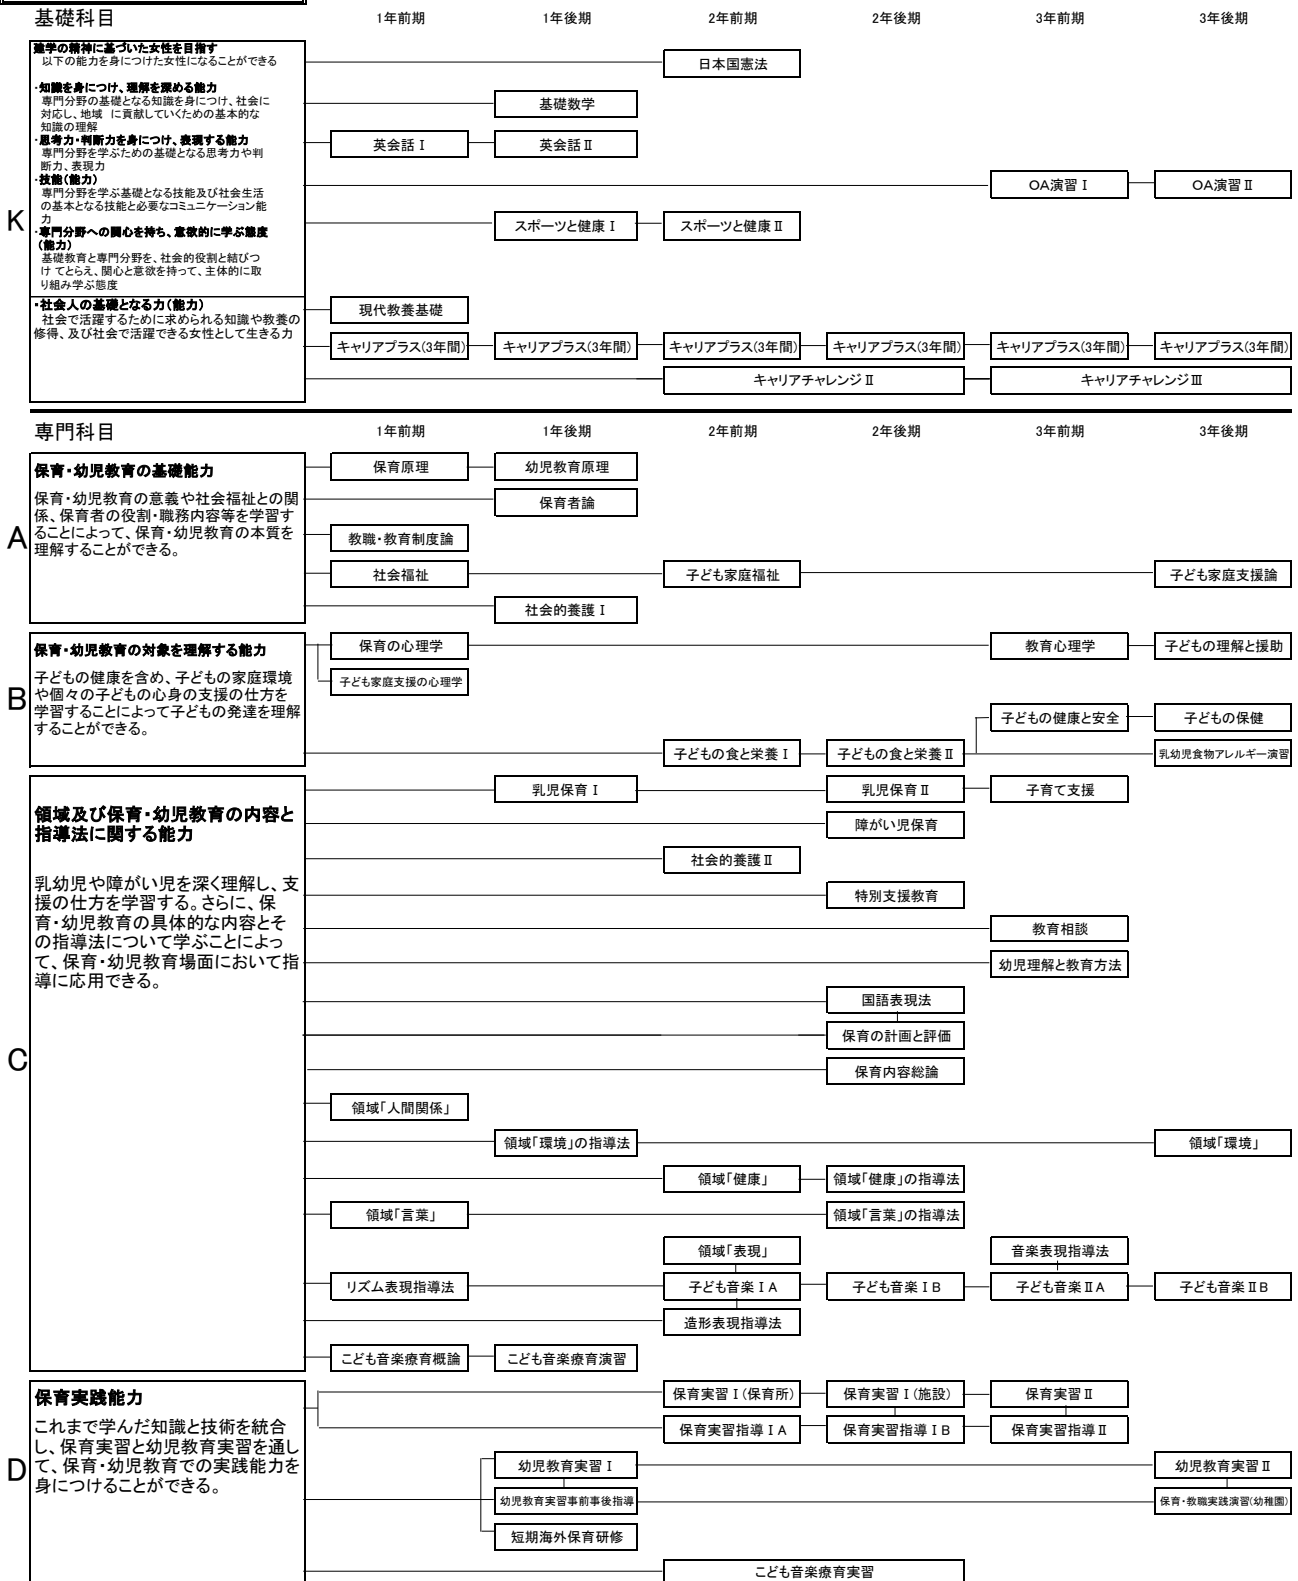 基礎科目 1年前期 1年後期 2年前期 2年後期 3年前期 3年後期
K
建学の精神に基づいた女性を目指す
以下の能力を身につけた女性になることができる
・知識を身につけ、理解を深める能力
専門分野の基礎となる知識を身につけ、社会に
対応し、地域 に貢献していくための基本的な
知識の理解
・思考力・判断力を身につけ、表現する能力
専門分野を学ぶための基礎となる思考力や判
断力、表現力
・技能(能力)
専門分野を学ぶ基礎となる技能及び社会生活
の基本となる技能と必要なコミュニケーション能
力
・専門分野への関心を持ち、意欲的に学ぶ態度
(能力)
基礎教育と専門分野を、社会的役割と結びつ
け てとらえ、関心と意欲を持って、主体的に取
り組み学ぶ態度
・社会人の基礎となる力(能力)
社会で活躍するために求められる知識や教養の
修得、及び社会で活躍できる女性として生きる力
日本国憲法
基礎数学
英会話Ⅰ 英会話Ⅱ
OA演習Ⅰ OA演習Ⅱ
スポーツと健康Ⅰ スポーツと健康Ⅱ
現代教養基礎
キャリアプラス(3年間) キャリアプラス(3年間) キャリアプラス(3年間) キャリアプラス(3年間) キャリアプラス(3年間) キャリアプラス(3年間)
キャリアチャレンジⅡ キャリアチャレンジⅢ
専門科目 1年前期 1年後期 2年前期 2年後期 3年前期 3年後期
A
保育・幼児教育の基礎能力
保育・幼児教育の意義や社会福祉との関
係、保育者の役割・職務内容等を学習す
ることによって、保育・幼児教育の本質を
理解することができる。
保育原理 幼児教育原理
保育者論
教職・教育制度論
社会福祉 子ども家庭福祉 子ども家庭支援論
社会的養護Ⅰ
B
保育・幼児教育の対象を理解する能力
子どもの健康を含め、子どもの家庭環境
や個々の子どもの心身の支援の仕方を
学習することによって子どもの発達を理解
することができる。
保育の心理学 教育心理学 子どもの理解と援助
子ども家庭支援の心理学
子どもの健康と安全 子どもの保健
子どもの食と栄養Ⅰ 子どもの食と栄養Ⅱ 乳幼児食物アレルギー演習
C
領域及び保育・幼児教育の内容と
指導法に関する能力
乳幼児や障がい児を深く理解し、支
援の仕方を学習する。さらに、保
育・幼児教育の具体的な内容とそ
の指導法について学ぶことによっ
て、保育・幼児教育場面において指
導に応用できる。
乳児保育Ⅰ 乳児保育Ⅱ 子育て支援
障がい児保育
社会的養護Ⅱ
特別支援教育
教育相談
幼児理解と教育方法
国語表現法
保育の計画と評価
保育内容総論
領域「人間関係」
領域「環境」の指導法 領域「環境」
領域「健康」 領域「健康」の指導法
領域「言葉」 領域「言葉」の指導法
領域「表現」 音楽表現指導法
リズム表現指導法 子ども音楽ⅠA 子ども音楽ⅠB 子ども音楽ⅡA 子ども音楽ⅡB
造形表現指導法
こども音楽療育概論 こども音楽療育演習
D
保育実践能力
これまで学んだ知識と技術を統合
し、保育実習と幼児教育実習を通し
て、保育・幼児教育での実践能力を
身につけることができる。
保育実習Ⅰ(保育所) 保育実習Ⅰ(施設) 保育実習Ⅱ
保育実習指導ⅠA 保育実習指導ⅠB 保育実習指導Ⅱ
幼児教育実習Ⅰ 幼児教育実習Ⅱ
幼児教育実習事前事後指導 保育・教職実践演習(幼稚園)
短期海外保育研修
こども音楽療育実習